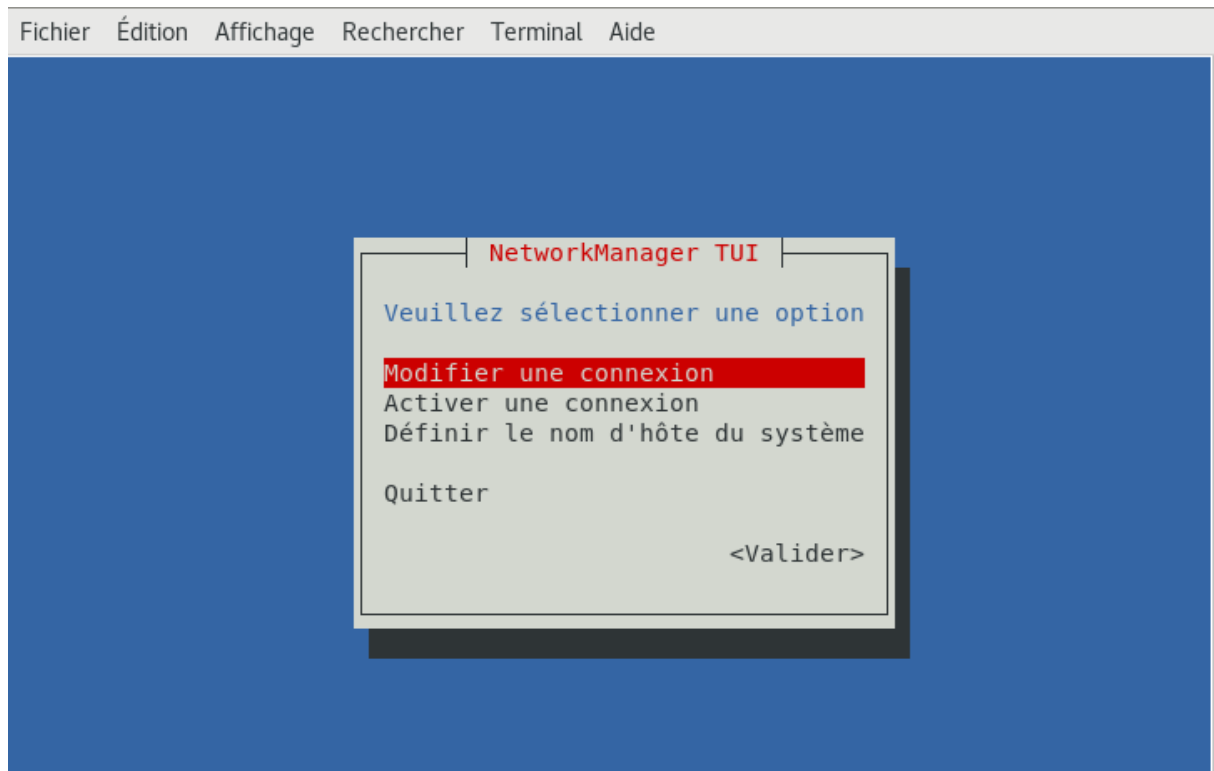 Fichier Édition Affichage Rechercher Terminal Aide
NetworkManager TUI
Veuillez sélectionner une option
Modifier une connexion
Activer une connexion
Définir le nom d'hôte du système
Quitter
<Valider>